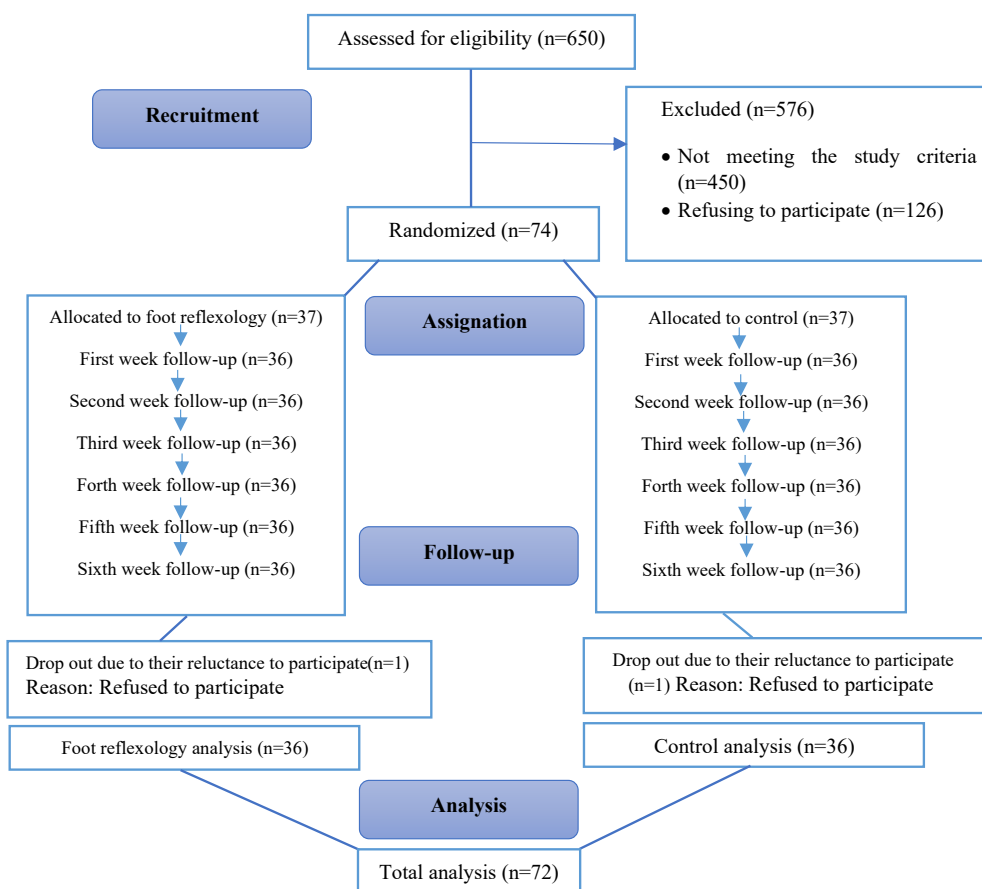 Assessed for eligibility (n=650)
Recruitment
Excluded (n=576)
• Not meeting the study criteria
(n=450)
• Refusing to participate (n=126)
Randomized (n=74)
Assignation
Allocated to foot reflexology (n=37)
First week follow-up (n=36)
Second week follow-up (n=36)
Third week follow-up (n=36)
Forth week follow-up (n=36)
Fifth week follow-up (n=36)
Sixth week follow-up (n=36)
Allocated to control (n=37)
First week follow-up (n=36)
Second week follow-up (n=36)
Third week follow-up (n=36)
Forth week follow-up (n=36)
Fifth week follow-up (n=36)
Sixth week follow-up (n=36)
Follow-up
Drop out due to their reluctance to participate(n=1)
Reason: Refused to participate
Drop out due to their reluctance to participate
(n=1) Reason: Refused to participate
Foot reflexology analysis (n=36)
Control analysis (n=36)
Analysis
Total analysis (n=72)